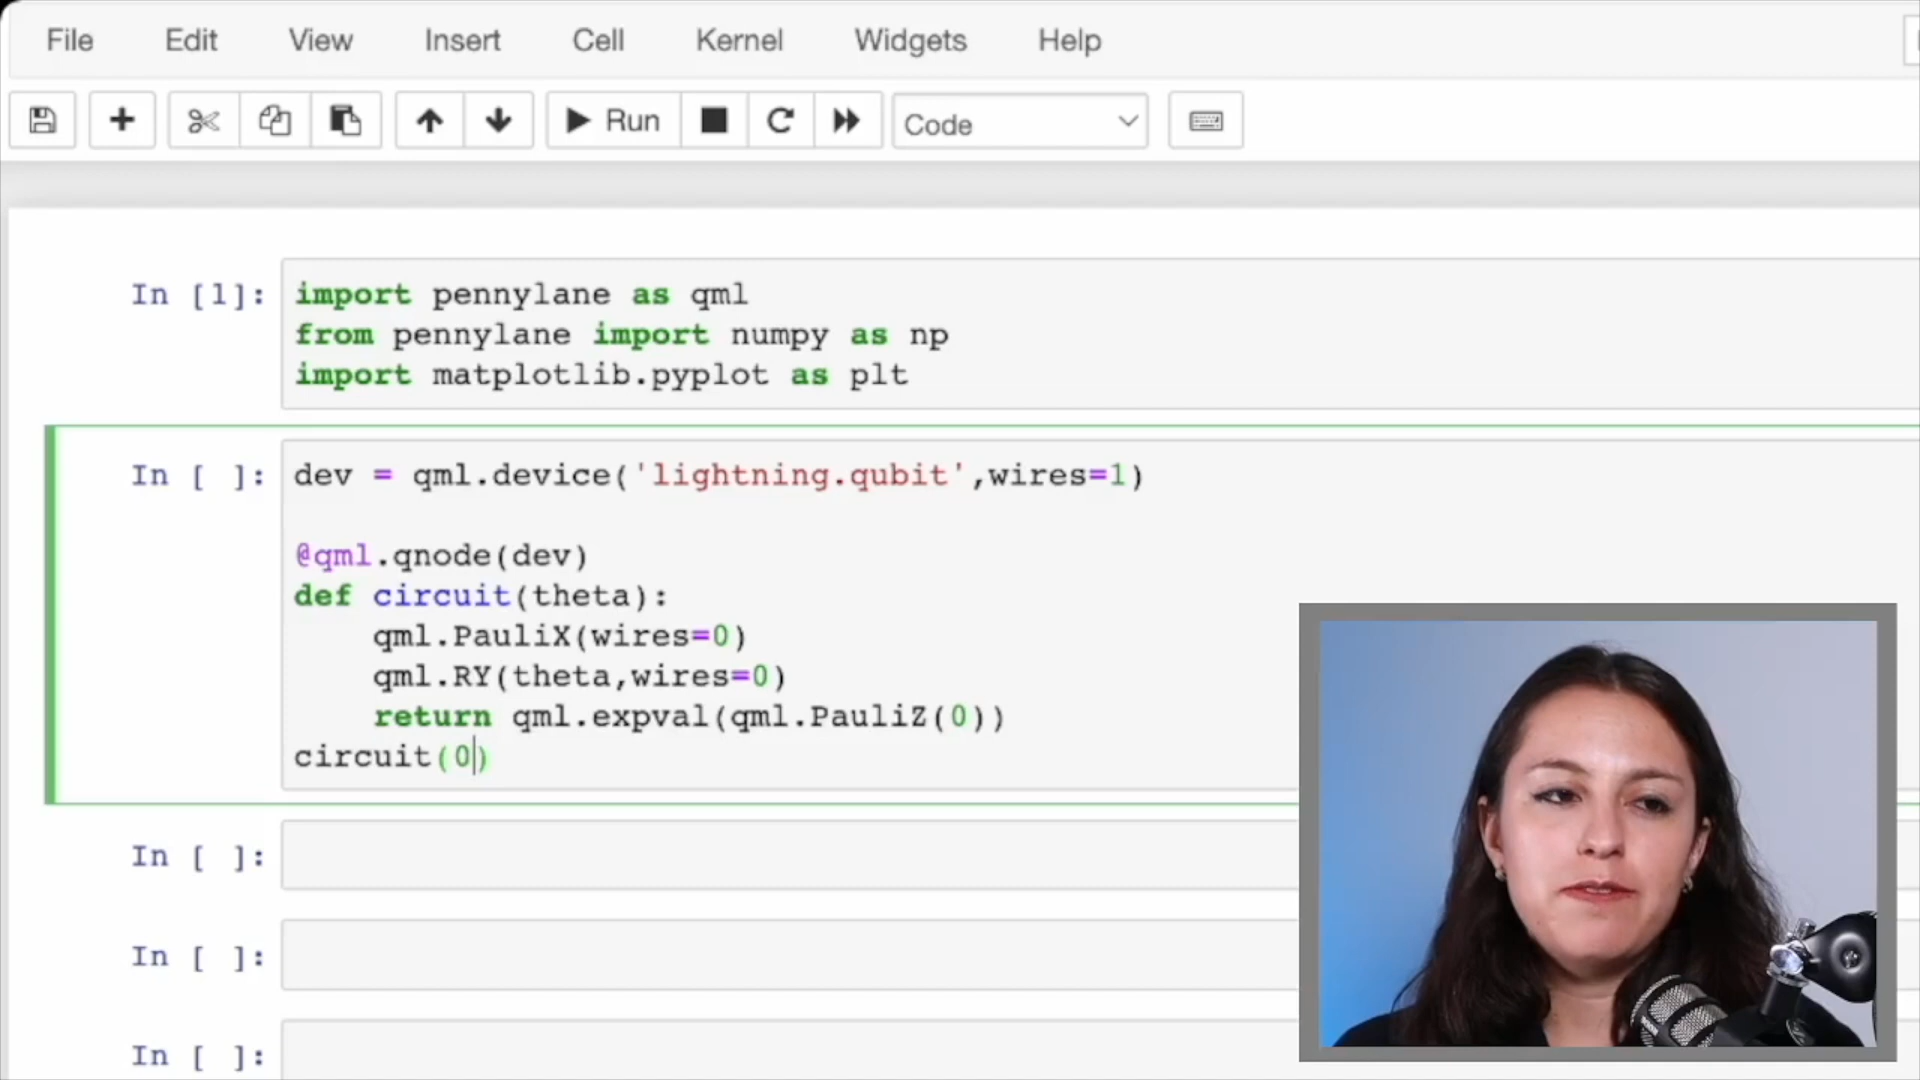 File Edit View Insert Cell Kernel Widgets Help
Run Code
In [1]: import pennylane as qml
from pennylane import numpy as np
import matplotlib.pyplot as plt
In [ ]: dev = qml.device('lightning.qubit',wires=1)
@qml.qnode(dev)
def circuit(theta):
qml.PauliX(wires=0)
qml.RY(theta,wires=0)
return qml.expval(qml.PauliZ(0))
circuit(0)
In [ ]:
In [ ]:
In [ ]: